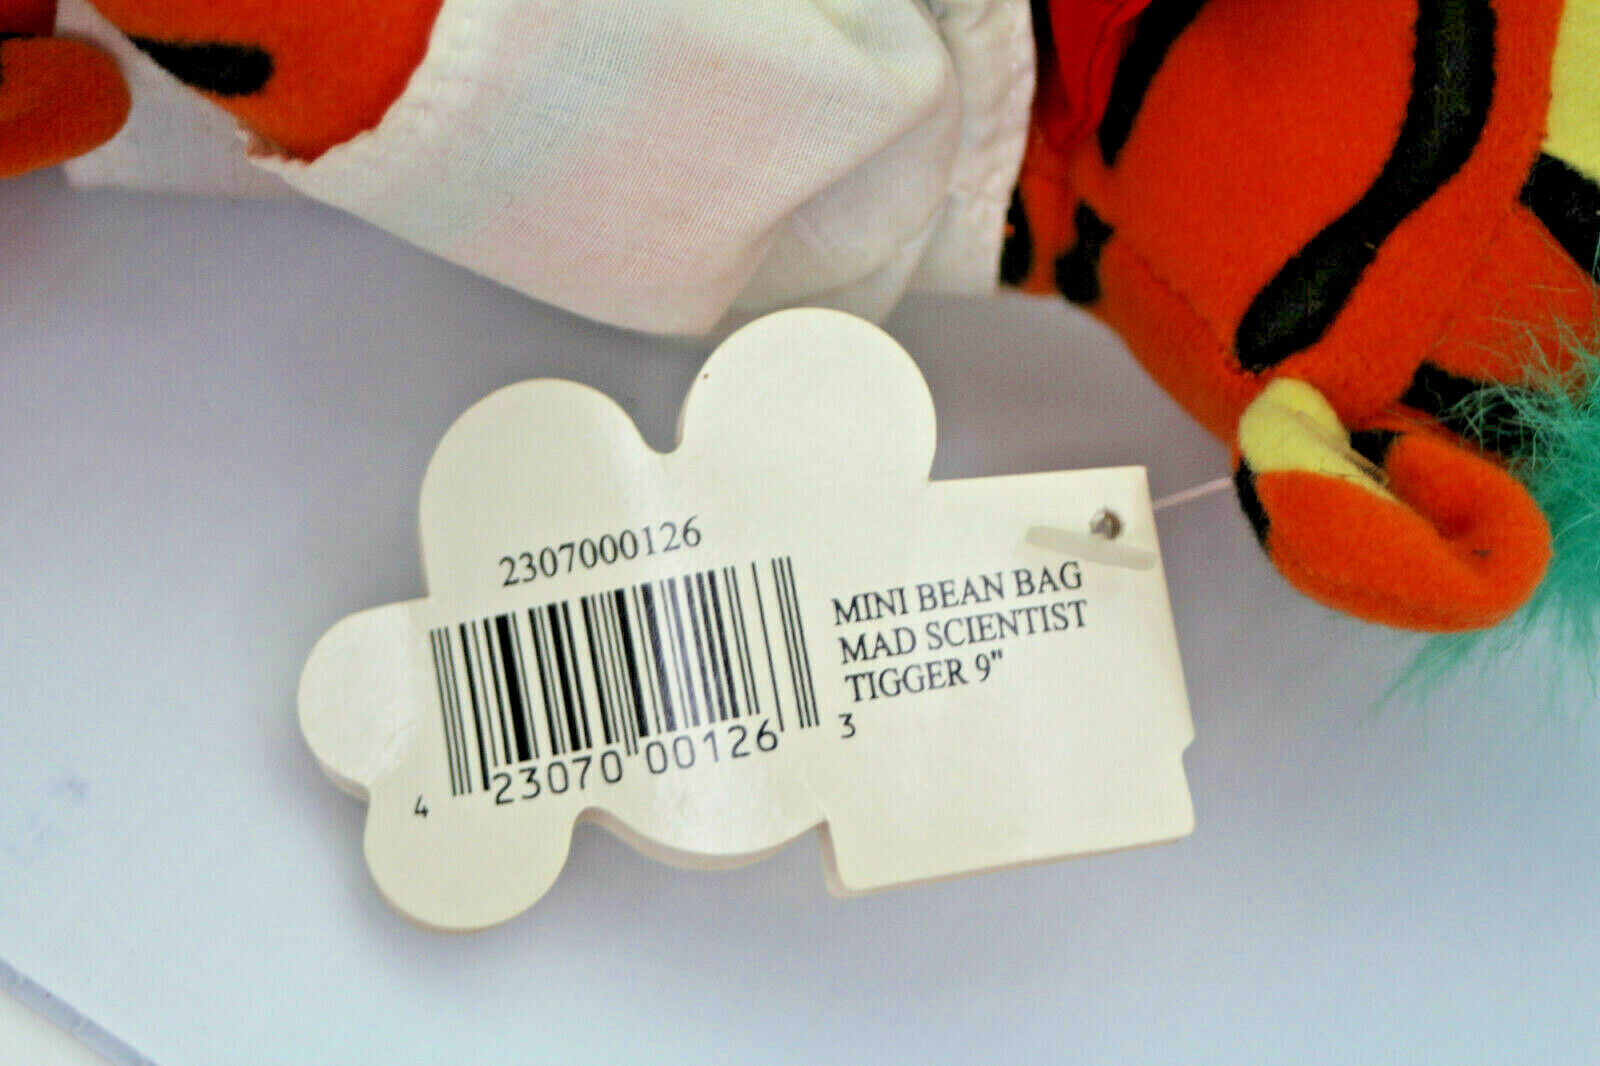 2307000126
4 23070 00126 3
MINI BEAN BAG
MAD SCIENTIST
TIGGER 9"